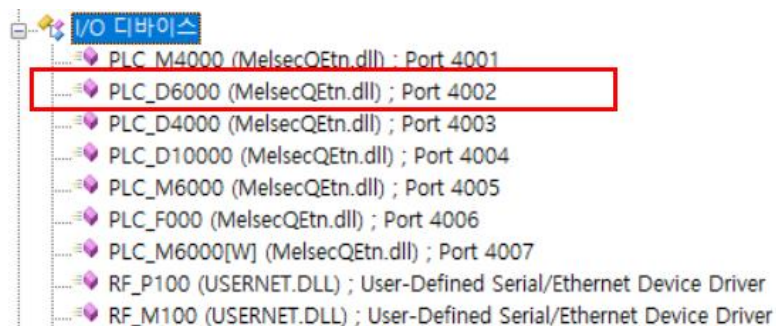 I/O 디바이스
PLC_M4000 (MelsecQEtn.dll) ; Port 4001
PLC_D6000 (MelsecQEtn.dll) ; Port 4002
PLC_D4000 (MelsecQEtn.dll) ; Port 4003
PLC_D10000 (MelsecQEtn.dll) ; Port 4004
PLC_M6000 (MelsecQEtn.dll) ; Port 4005
PLC_F000 (MelsecQEtn.dll) ; Port 4006
PLC_M6000[W] (MelsecQEtn.dll) ; Port 4007
RF_P100 (USERNET.DLL) ; User-Defined Serial/Ethernet Device Driver
RF_M100 (USERNET.DLL) ; User-Defined Serial/Ethernet Device Driver